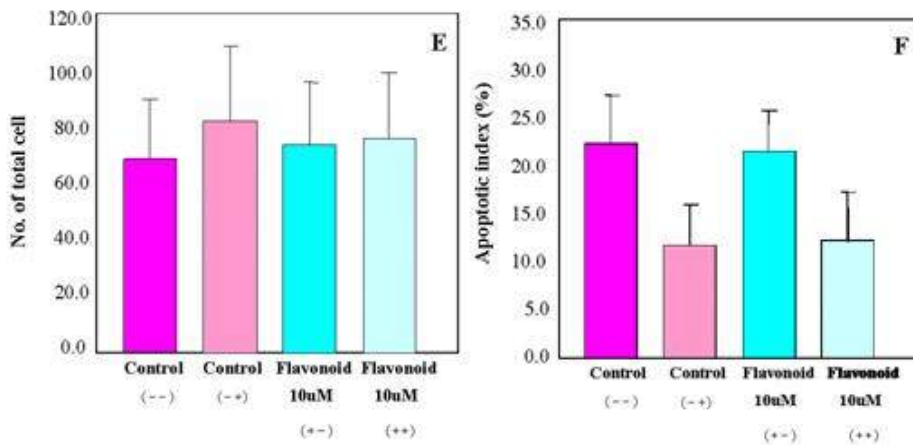 E
No. of total cell
120.0
100.0
80.0
60.0
40.0
20.0
0.0
Control Control Flavonoid Flavonoid
10uM 10uM
(--) (-+)
(+-) (++)
F
Apoptotic index (%)
35.0
30.0
25.0
20.0
15.0
10.0
5.0
0.0
Control Control Flavonoid Flavonoid
(--) (-+) 10uM 10uM
(+-) (++)